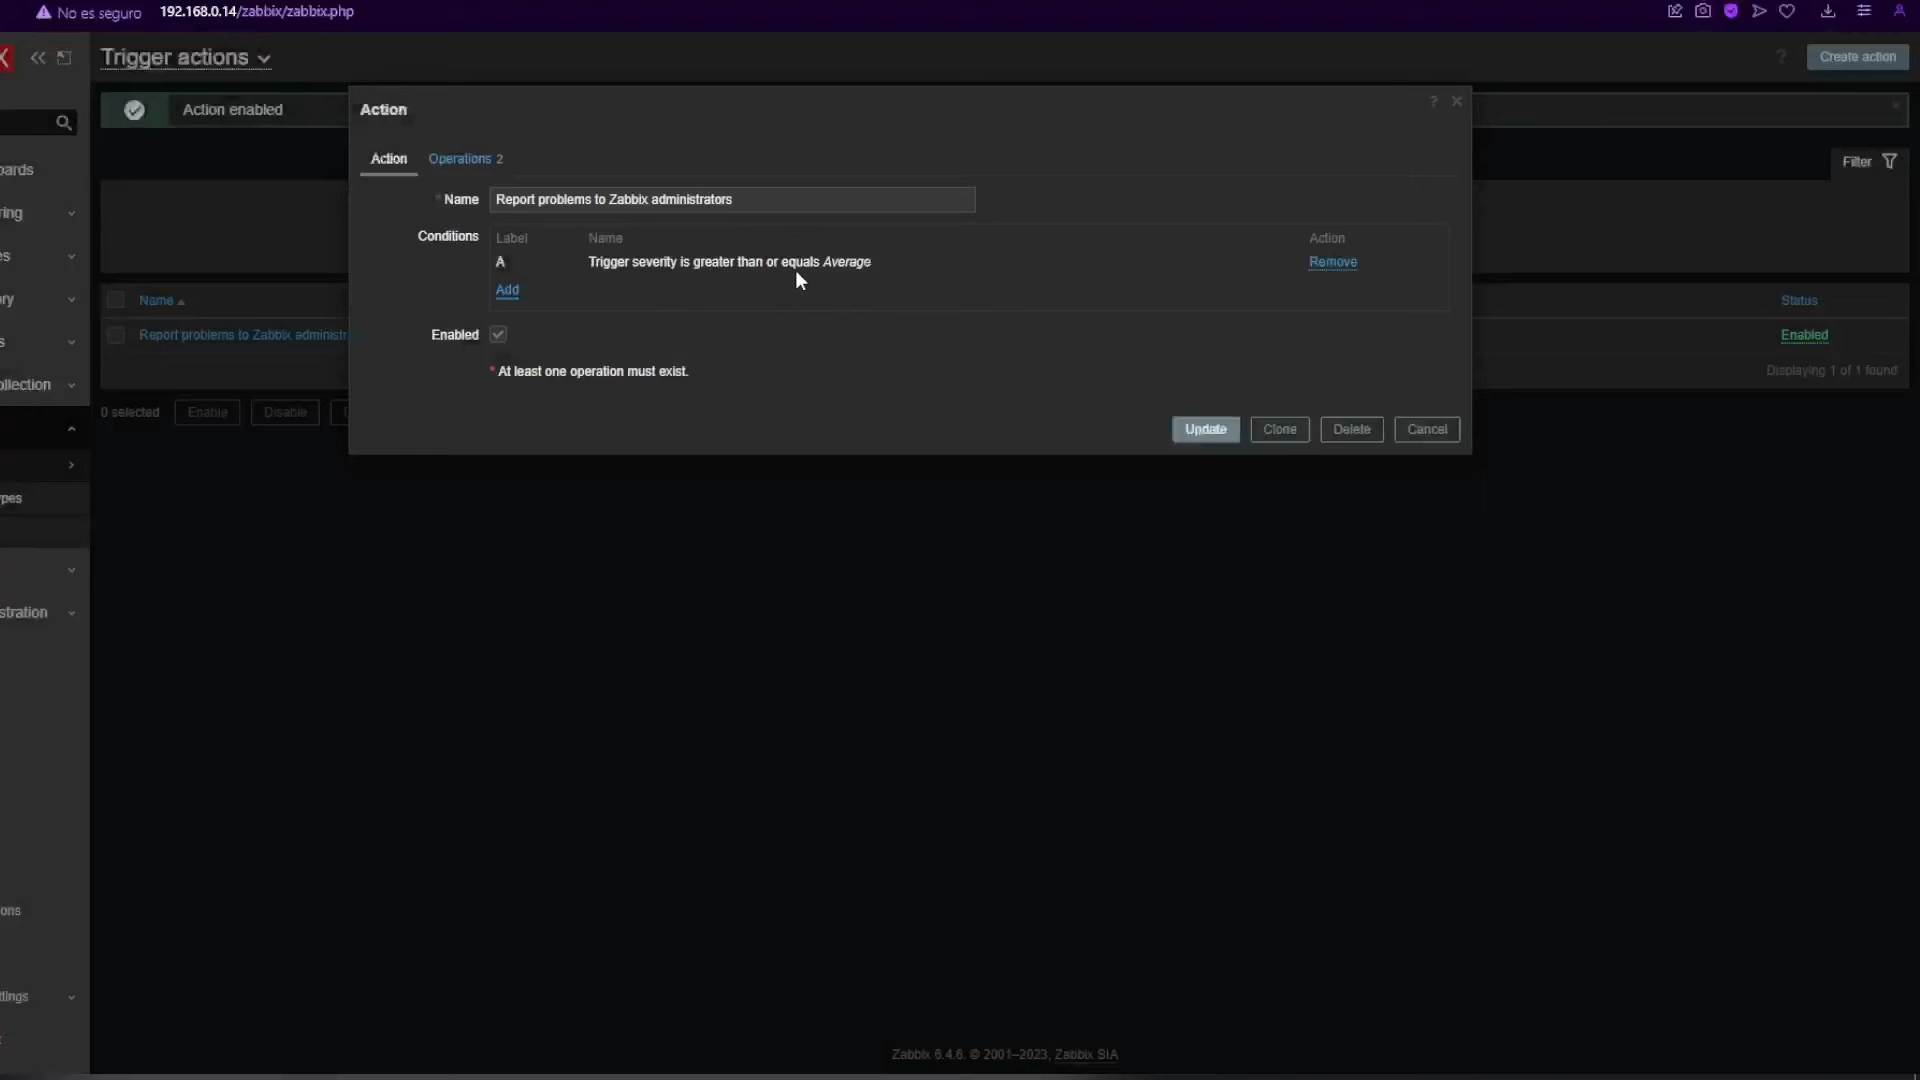 No es seguro 192.168.0.14/zabbix/zabbix.php
Trigger actions
?
Create action
Action enabled
Action
?
Filter
Action
Operations 2
* Name
Report problems to Zabbix administrators
Conditions
Label
Name
Action
A
Trigger severity is greater than or equals Average
Remove
Add
Enabled
* At least one operation must exist.
Update
Clone
Delete
Cancel
Name
Status
Report problems to Zabbix administr
Enabled
Displaying 1 of 1 found
0 selected
Enable
Disable
oards
ring
es
ory
s
ollection
ypes
stration
ons
ttings
Zabbix 6.4.6. © 2001–2023, Zabbix SIA